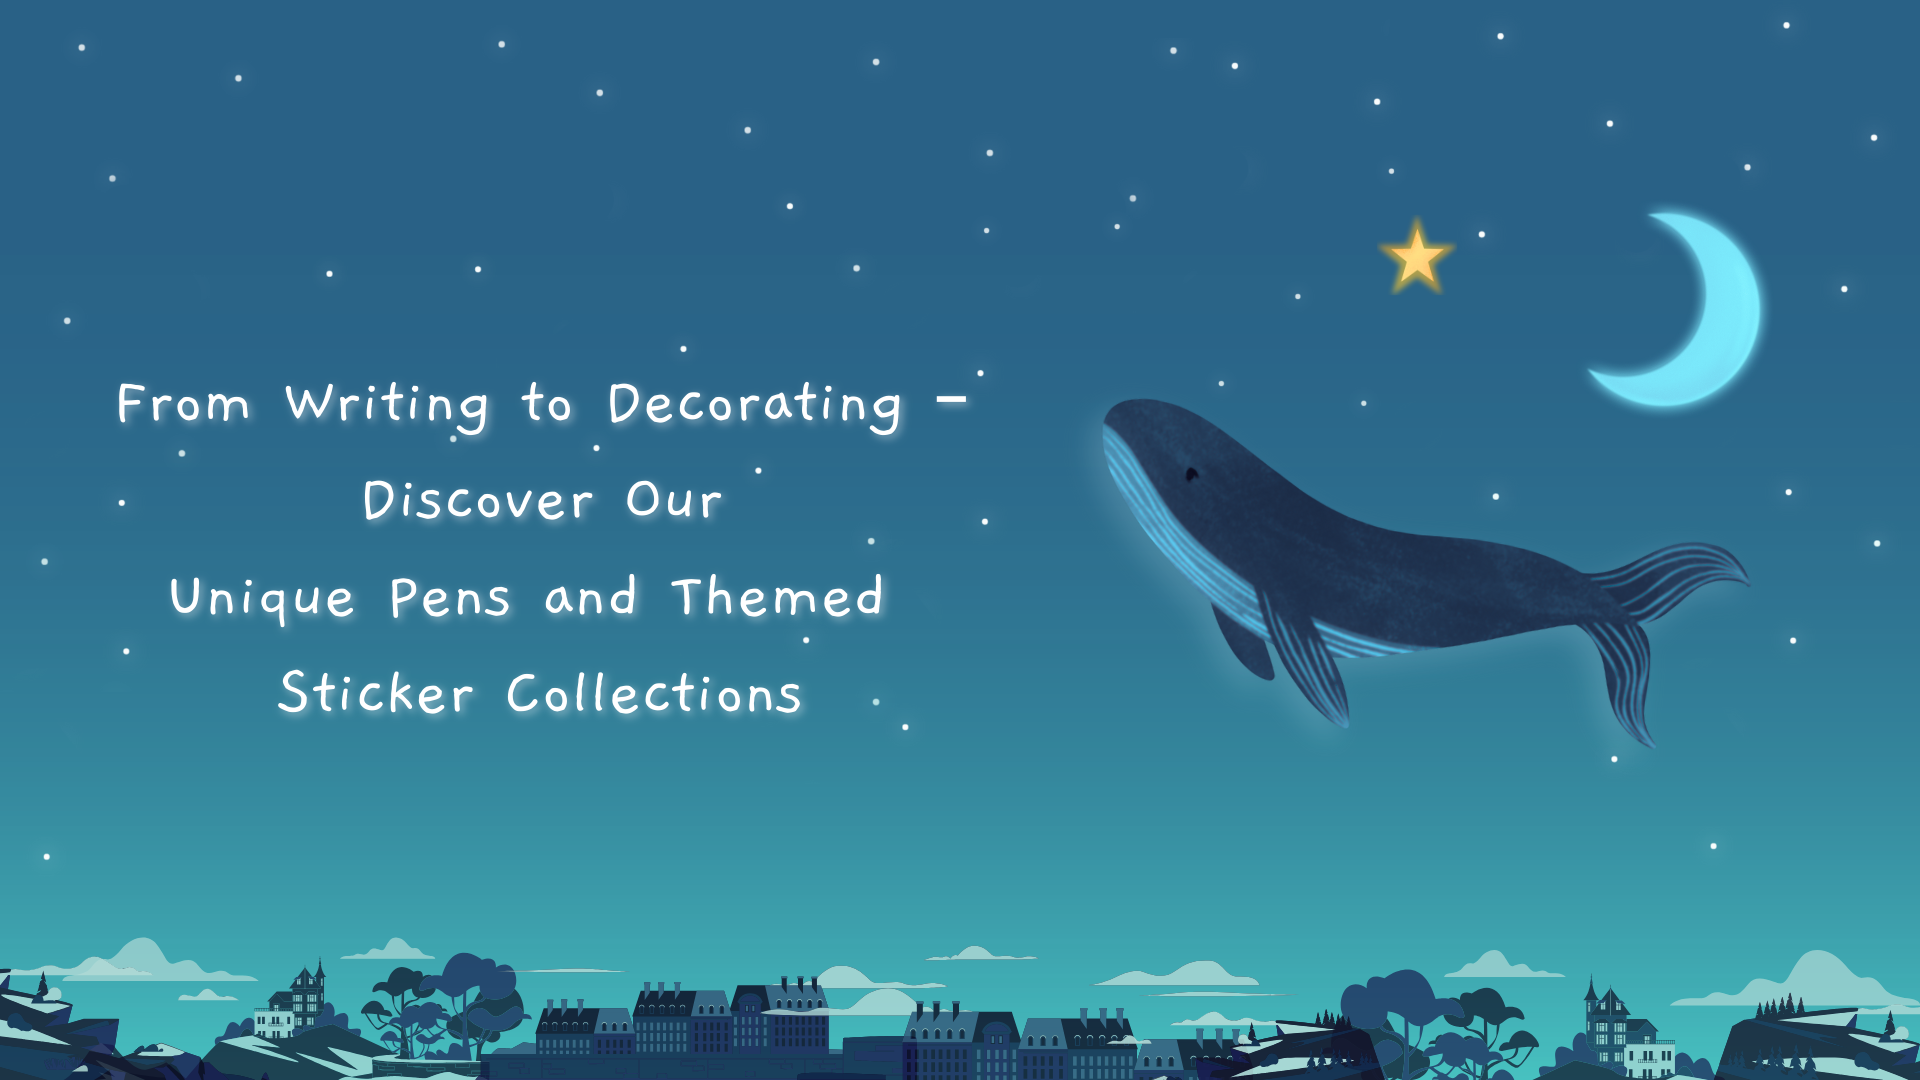 From Writing to Decorating –
Discover Our
Unique Pens and Themed
Sticker Collections